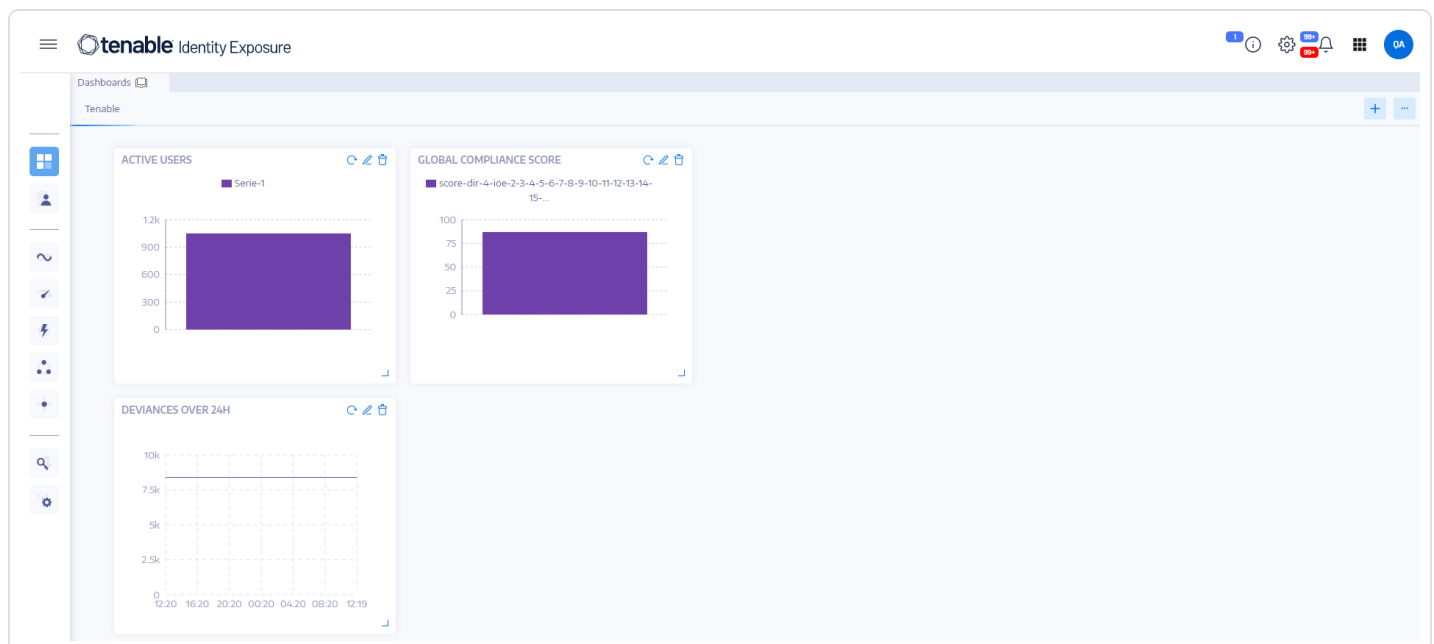 tenable Identity Exposure
1
99+
99+
QA
Dashboards
Tenable
+
...
ACTIVE USERS
Serie-1
1.2k
900
600
300
0
GLOBAL COMPLIANCE SCORE
score-dir-4-ioe-2-3-4-5-6-7-8-9-10-11-12-13-14-
15-...
100
75
50
25
0
DEVIANCES OVER 24H
10k
7.5k
5k
2.5k
0
12:20 16:20 20:20 00:20 04:20 08:20 12:19